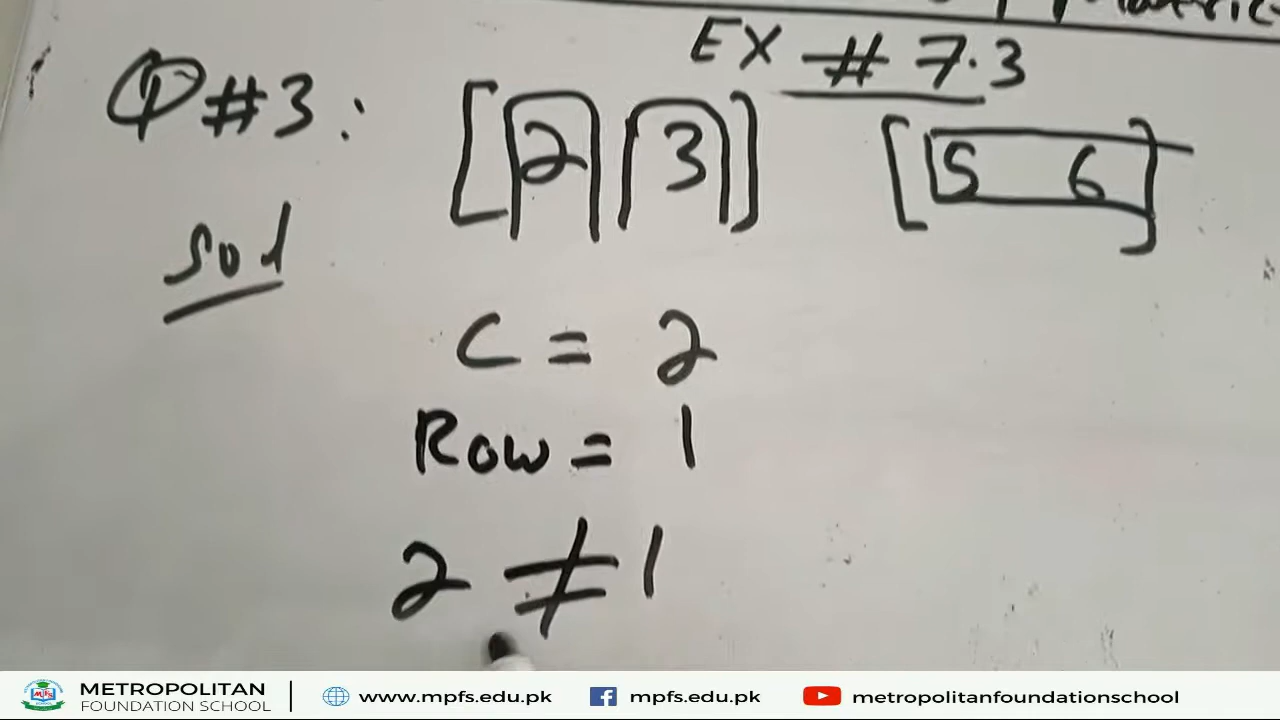 EX # 7.3
Q#3: [2 3] [5 6]
Sol
C = 2
Row = 1
2 ≠ 1
METROPOLITAN
FOUNDATION SCHOOL
www.mpfs.edu.pk
mpfs.edu.pk
metropolitanfoundationschool